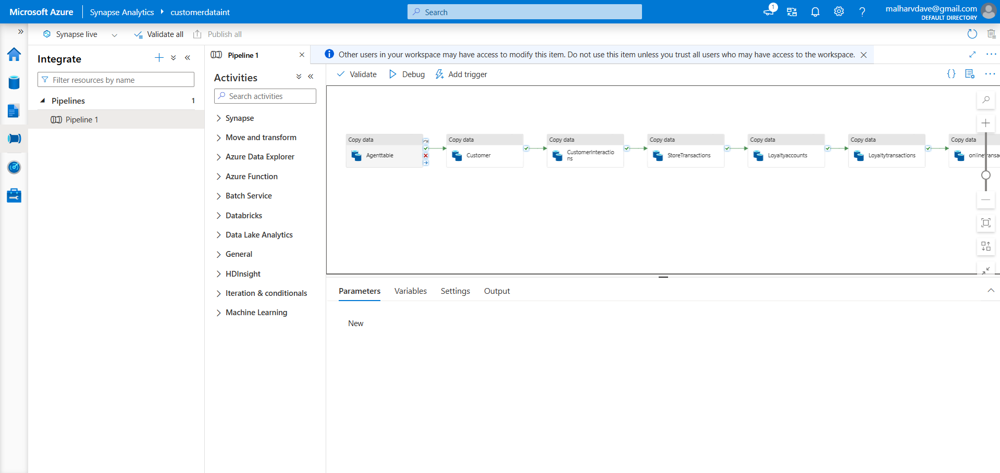 Microsoft Azure
Synapse Analytics
customerdataint
Search
1
malharvdave@gmail.com
DEFAULT DIRECTORY
Synapse live
Validate all
Publish all
Integrate
Filter resources by name
Pipelines
1
Pipeline 1
Pipeline 1
Other users in your workspace may have access to modify this item. Do not use this item unless you trust all users who may have access to the workspace.
Activities
Search activities
Synapse
Move and transform
Azure Data Explorer
Azure Function
Batch Service
Databricks
Data Lake Analytics
General
HDInsight
Iteration & conditionals
Machine Learning
Validate
Debug
Add trigger
{}
Copy data
Agenttable
Copy data
Customer
Copy data
CustomerInteractio
ns
Copy data
StoreTransactions
Copy data
Loyaltyaccounts
Copy data
Loyaltytransactions
Copy data
Parameters
Variables
Settings
Output
New